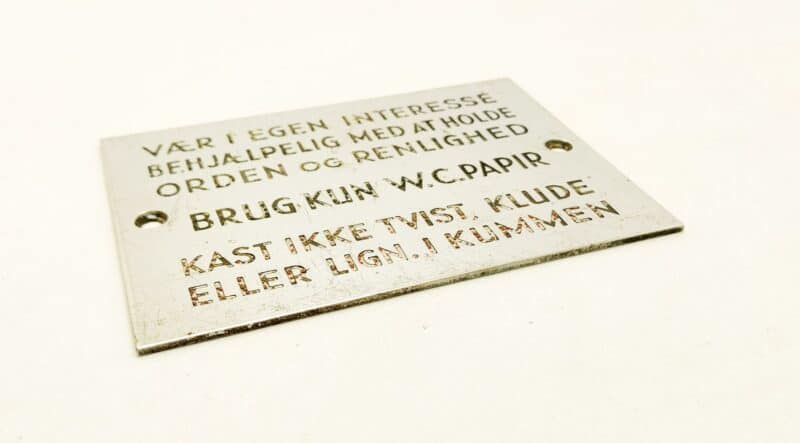 VÆR I EGEN INTERESSE
BEHJÆLPELIG MED AT HOLDE
ORDEN OG RENLIGHED
BRUG KUN W.C.PAPIR
KAST IKKE TVIST, KLUDE
ELLER LIGN. I KUMMEN